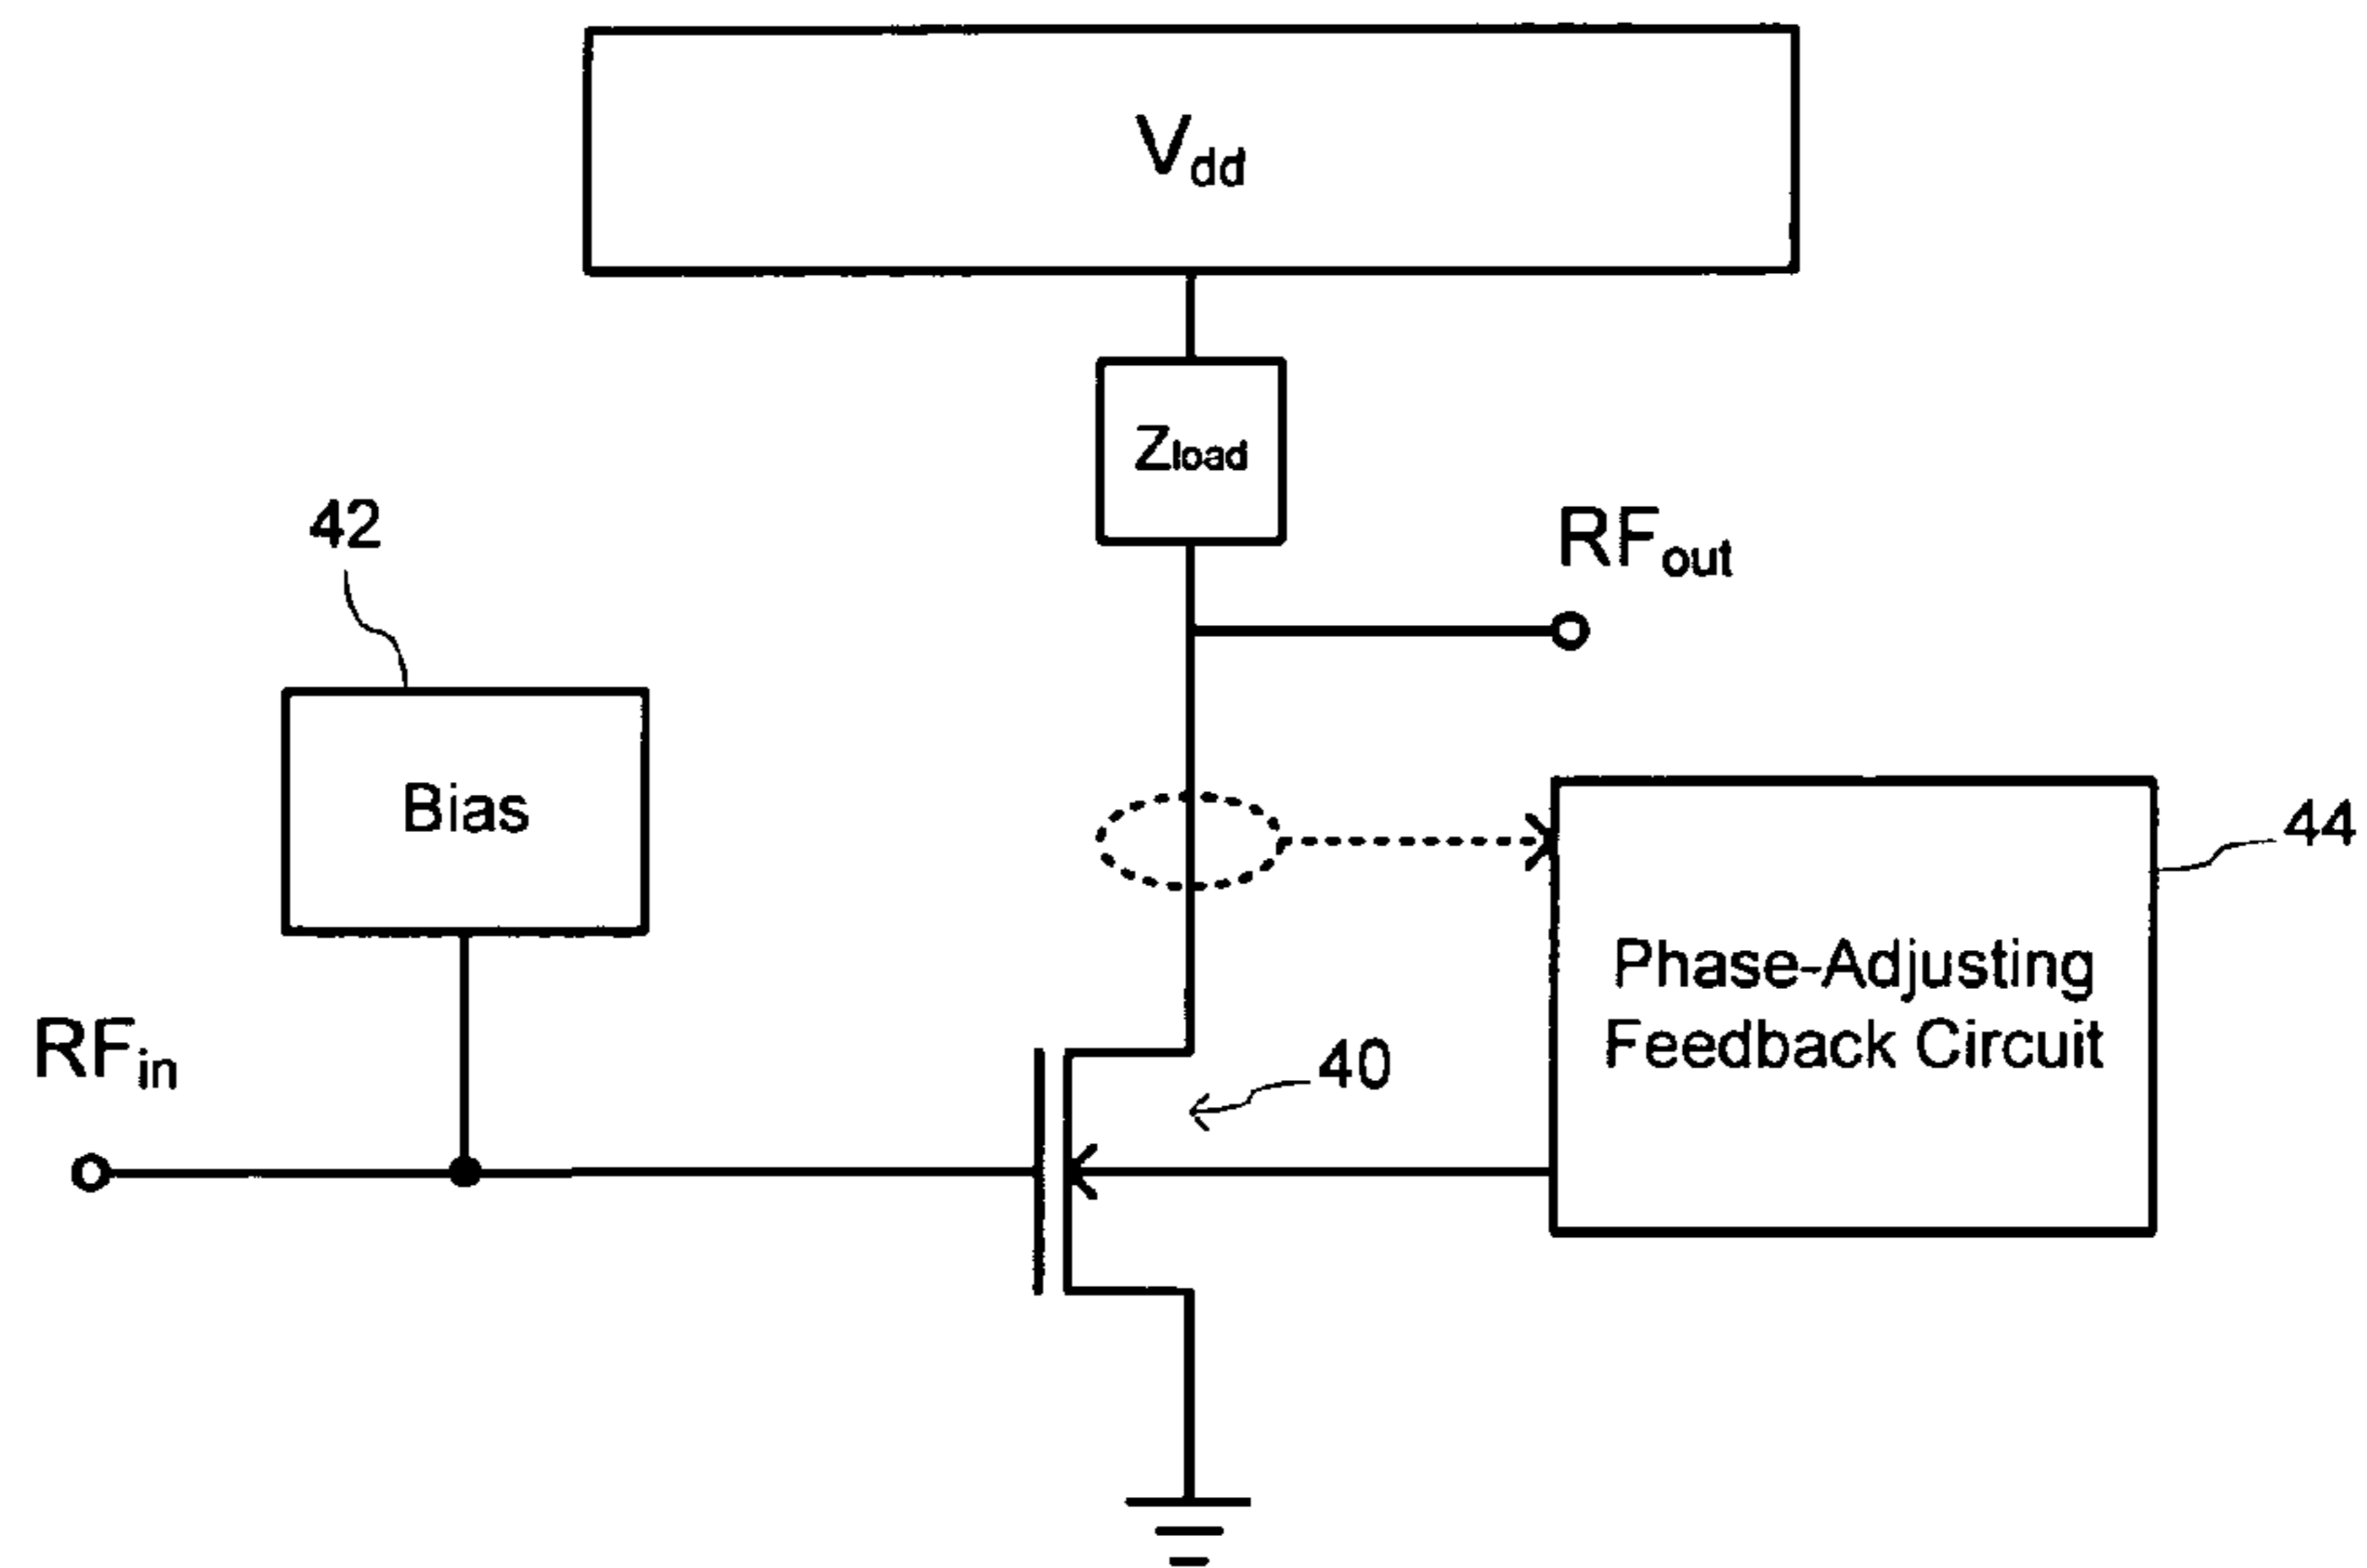 Vdd
Zload
42
RFout
Bias
44
Phase-Adjusting
Feedback Circuit
RFin
40